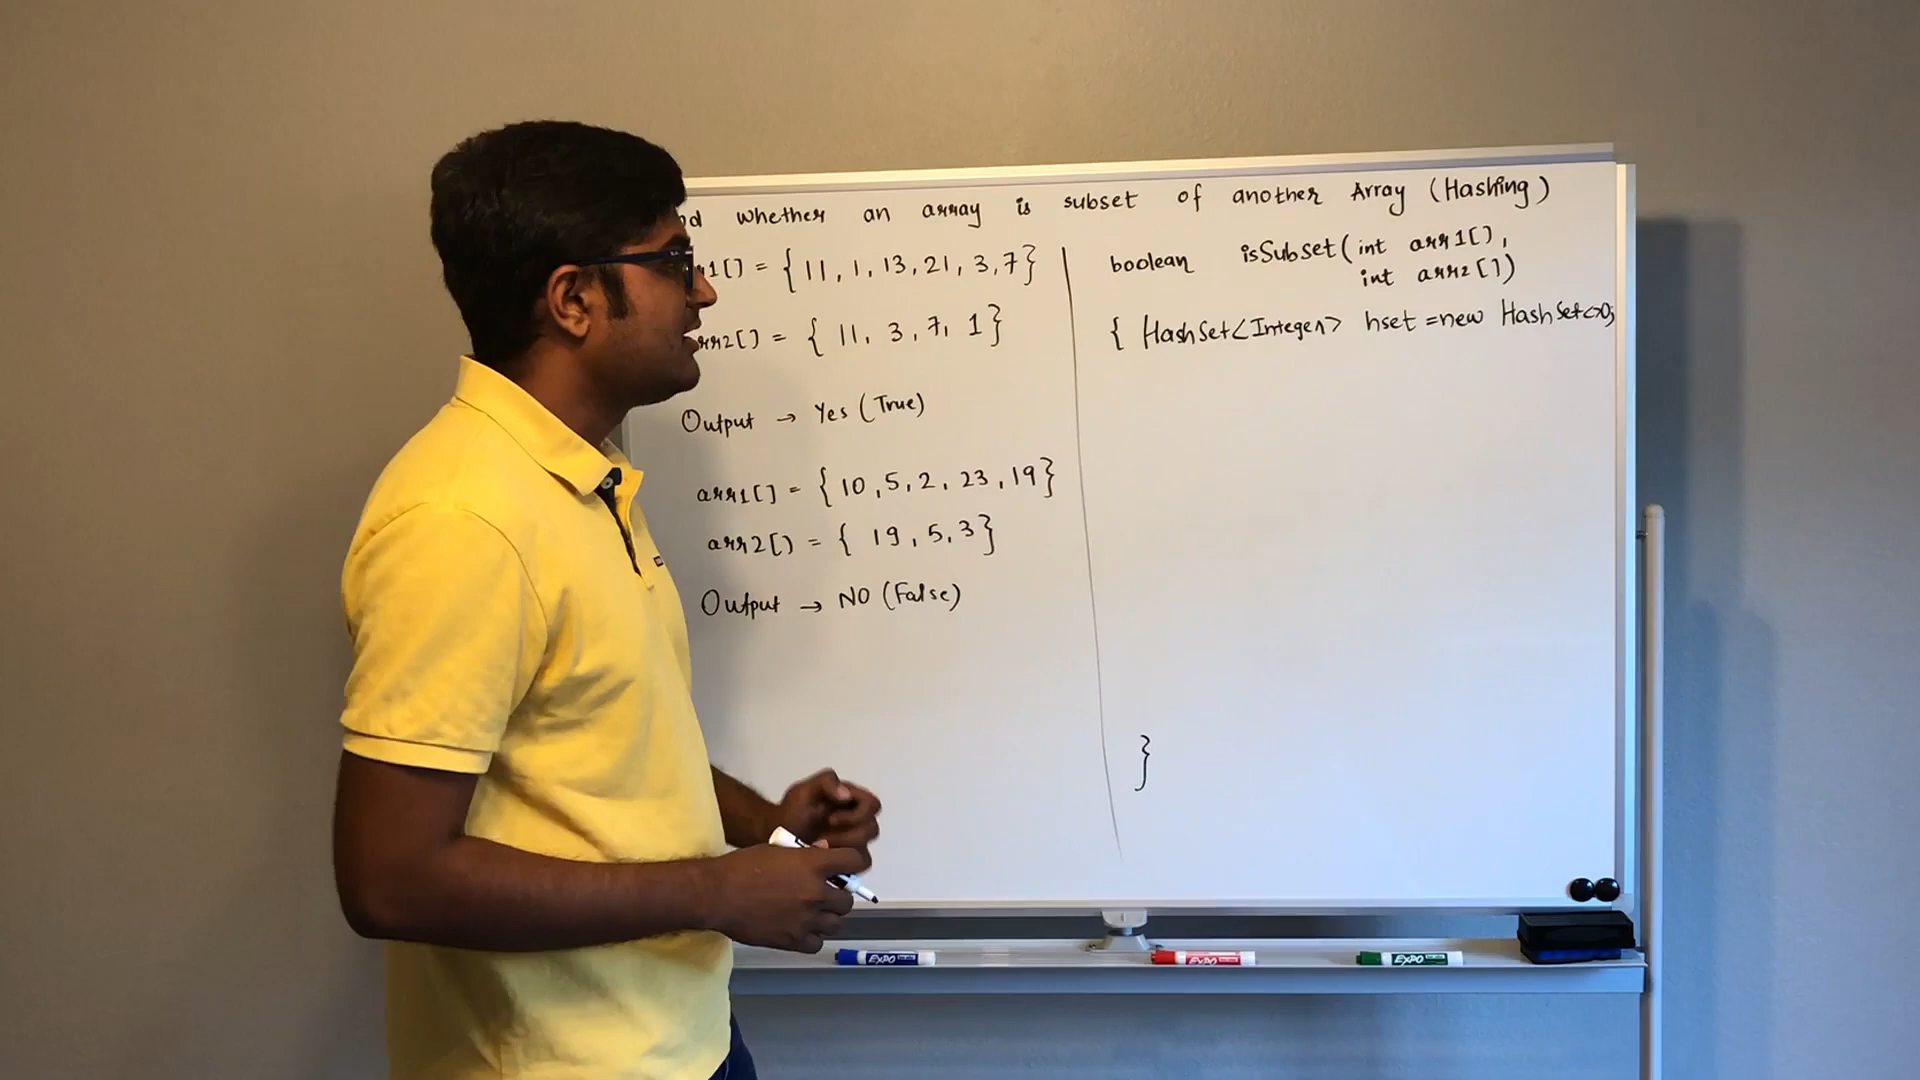 whether an array is subset of another Array (Hashing)
arr1[] = { 11, 1, 13, 21, 3, 7 }
arr2[] = { 11, 3, 7, 1 }
Output → Yes (True)
arr1[] = { 10, 5, 2, 23, 19 }
arr2[] = { 19, 5, 3 }
Output → NO (False)
boolean isSubset( int arr1[],
int arr2[])
{ HashSet<Integer> hset = new HashSet<>();
}
EXPO
EXPO
EXPO